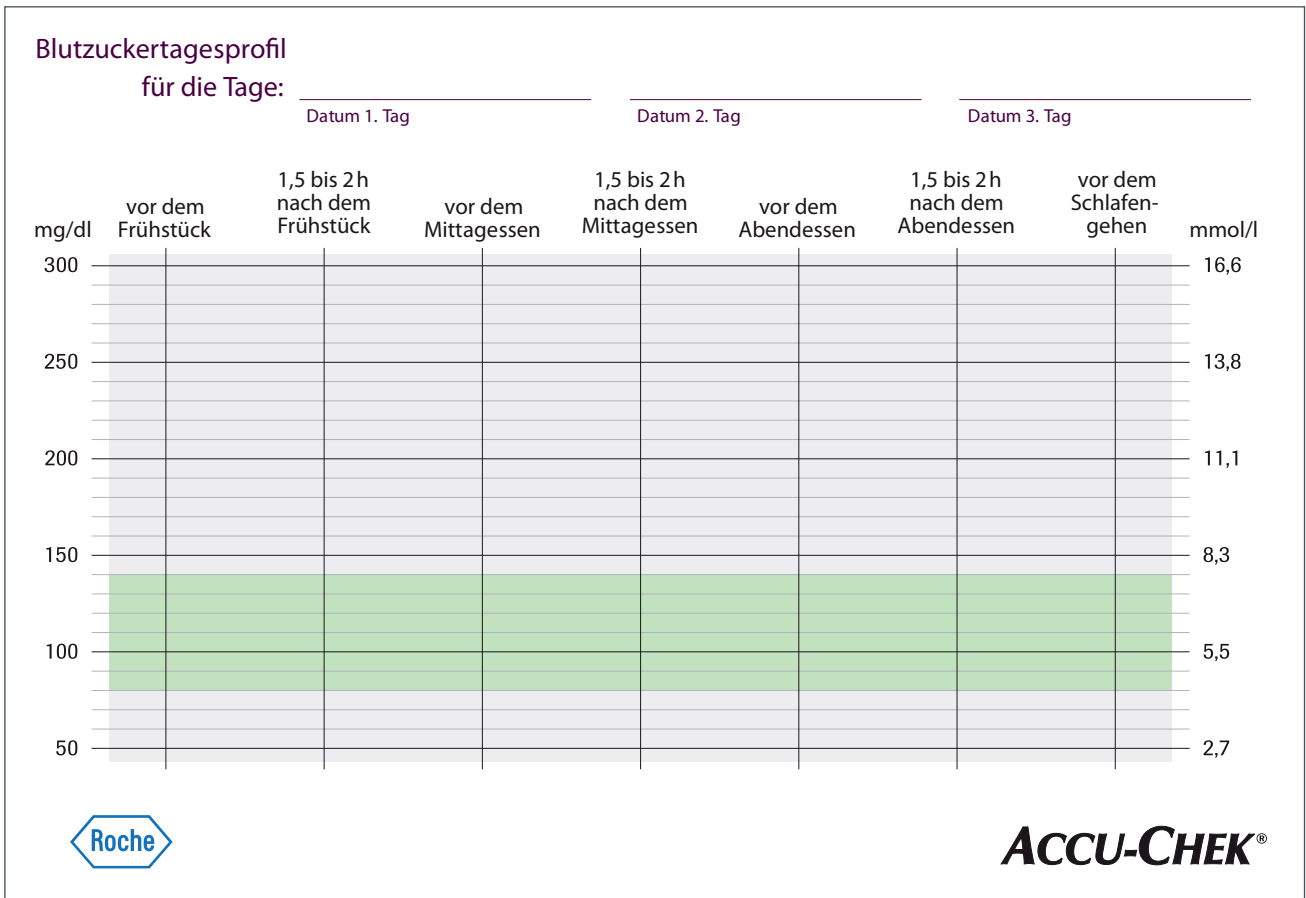 Blutzuckertagesprofil
für die Tage:
Datum 1. Tag
Datum 2. Tag
Datum 3. Tag
mg/dl
vor dem
Frühstück
1,5 bis 2 h
nach dem
Frühstück
vor dem
Mittagessen
1,5 bis 2 h
nach dem
Mittagessen
vor dem
Abendessen
1,5 bis 2 h
nach dem
Abendessen
vor dem
Schlafen-
gehen
mmol/l
300 16,6
250 13,8
200 11,1
150 8,3
100 5,5
50 2,7
Roche
ACCU-CHEK®